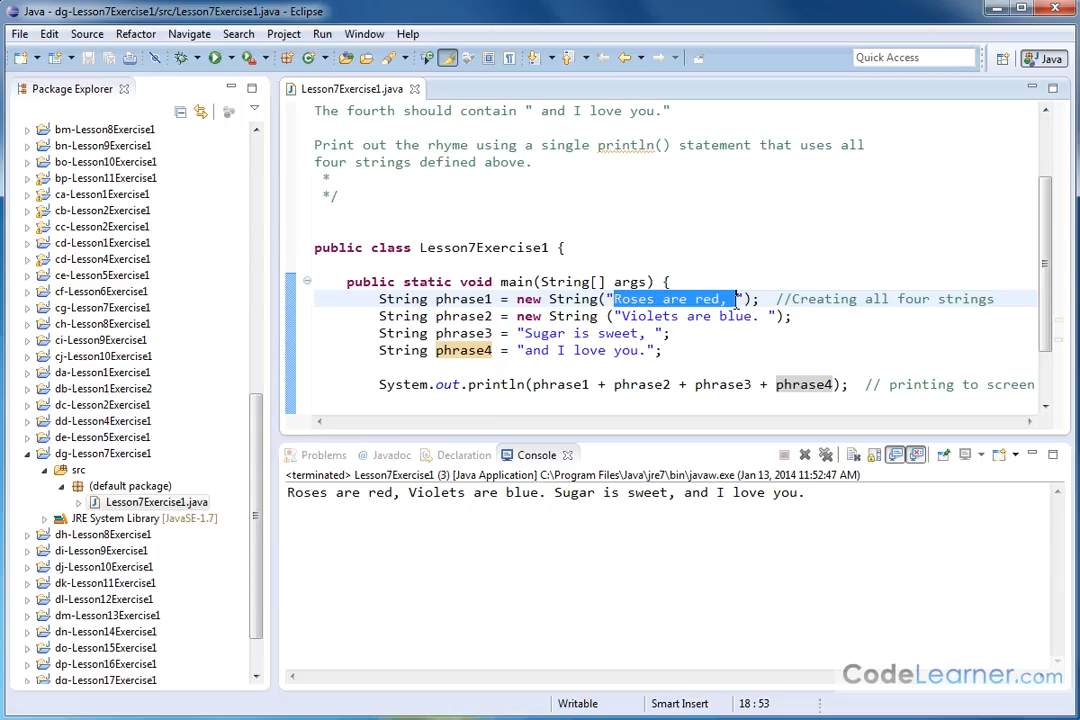 Java - dg-Lesson7Exercise1/src/Lesson7Exercise1.java - Eclipse
File Edit Source Refactor Navigate Search Project Run Window Help
Quick Access
Java
Package Explorer
bm-Lesson8Exercise1
bn-Lesson9Exercise1
bo-Lesson10Exercise1
bp-Lesson11Exercise1
ca-Lesson1Exercise1
cb-Lesson2Exercise1
cc-Lesson2Exercise1
cd-Lesson1Exercise1
cd-Lesson4Exercise1
ce-Lesson5Exercise1
cf-Lesson6Exercise1
cg-Lesson7Exercise1
ch-Lesson8Exercise1
ci-Lesson9Exercise1
cj-Lesson10Exercise1
da-Lesson1Exercise1
db-Lesson1Exercise2
dc-Lesson2Exercise1
dd-Lesson4Exercise1
de-Lesson5Exercise1
dg-Lesson7Exercise1
src
(default package)
Lesson7Exercise1.java
JRE System Library [JavaSE-1.7]
dh-Lesson8Exercise1
di-Lesson9Exercise1
dj-Lesson10Exercise1
dk-Lesson11Exercise1
dl-Lesson12Exercise1
dm-Lesson13Exercise1
dn-Lesson14Exercise1
do-Lesson15Exercise1
dp-Lesson16Exercise1
dq-Lesson17Exercise1
Lesson7Exercise1.java
The fourth should contain " and I love you."
Print out the rhyme using a single println() statement that uses all
four strings defined above.
*
*/
public class Lesson7Exercise1 {
public static void main(String[] args) {
String phrase1 = new String("Roses are red, "); //Creating all four strings
String phrase2 = new String ("Violets are blue. ");
String phrase3 = "Sugar is sweet, ";
String phrase4 = "and I love you.";
System.out.println(phrase1 + phrase2 + phrase3 + phrase4); // printing to screen
Problems @ Javadoc Declaration Console
<terminated> Lesson7Exercise1 (3) [Java Application] C:\Program Files\Java\jre7\bin\javaw.exe (Jan 13, 2014 11:52:47 AM)
Roses are red, Violets are blue. Sugar is sweet, and I love you.
CodeLearner.com
Writable Smart Insert 18 : 53